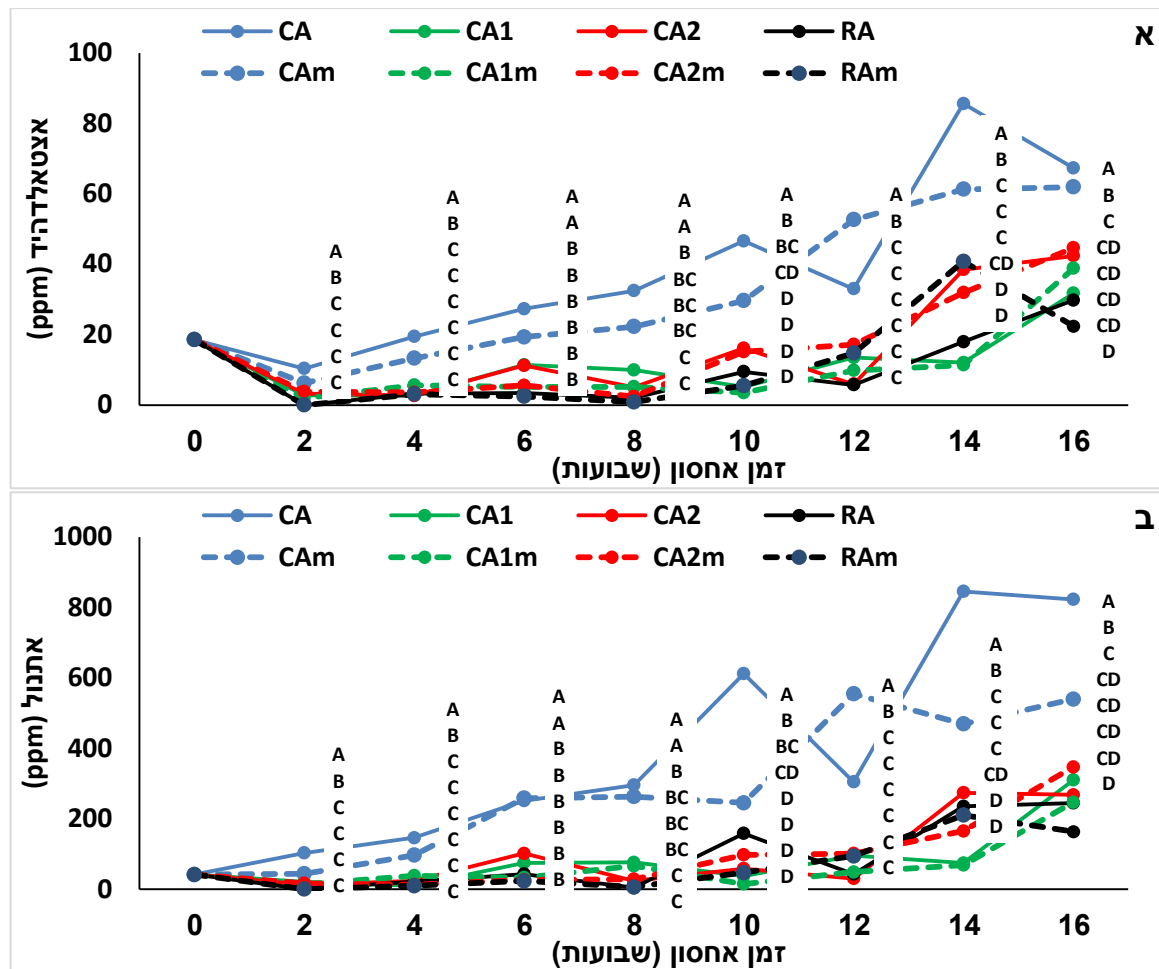 א
CA CA1 CA2 RA
CAm CA1m CA2m RAm
אצטאלדהיד (ppm)
100
80
60
40
20
0
A
B
C
C
C
C
A
B
C
C
C
C
C
C
A
A
B
B
B
B
B
B
A
A
B
BC
BC
BC
C
C
A
B
BC
CD
D
D
D
D
A
B
C
C
C
C
C
C
A
B
C
C
C
CD
D
D
A
B
C
CD
CD
CD
CD
D
0 2 4 6 8 10 12 14 16
זמן אחסון (שבועות)
ב
CA CA1 CA2 RA
CAm CA1m CA2m RAm
אתנול (ppm)
1000
800
600
400
200
0
A
B
C
C
C
C
A
B
C
C
C
C
C
C
A
A
B
B
B
B
B
B
A
A
B
BC
BC
BC
C
C
A
B
BC
CD
D
D
D
D
A
B
C
C
C
C
C
C
A
B
C
C
C
CD
D
D
A
B
C
CD
CD
CD
CD
D
0 2 4 6 8 10 12 14 16
זמן אחסון (שבועות)